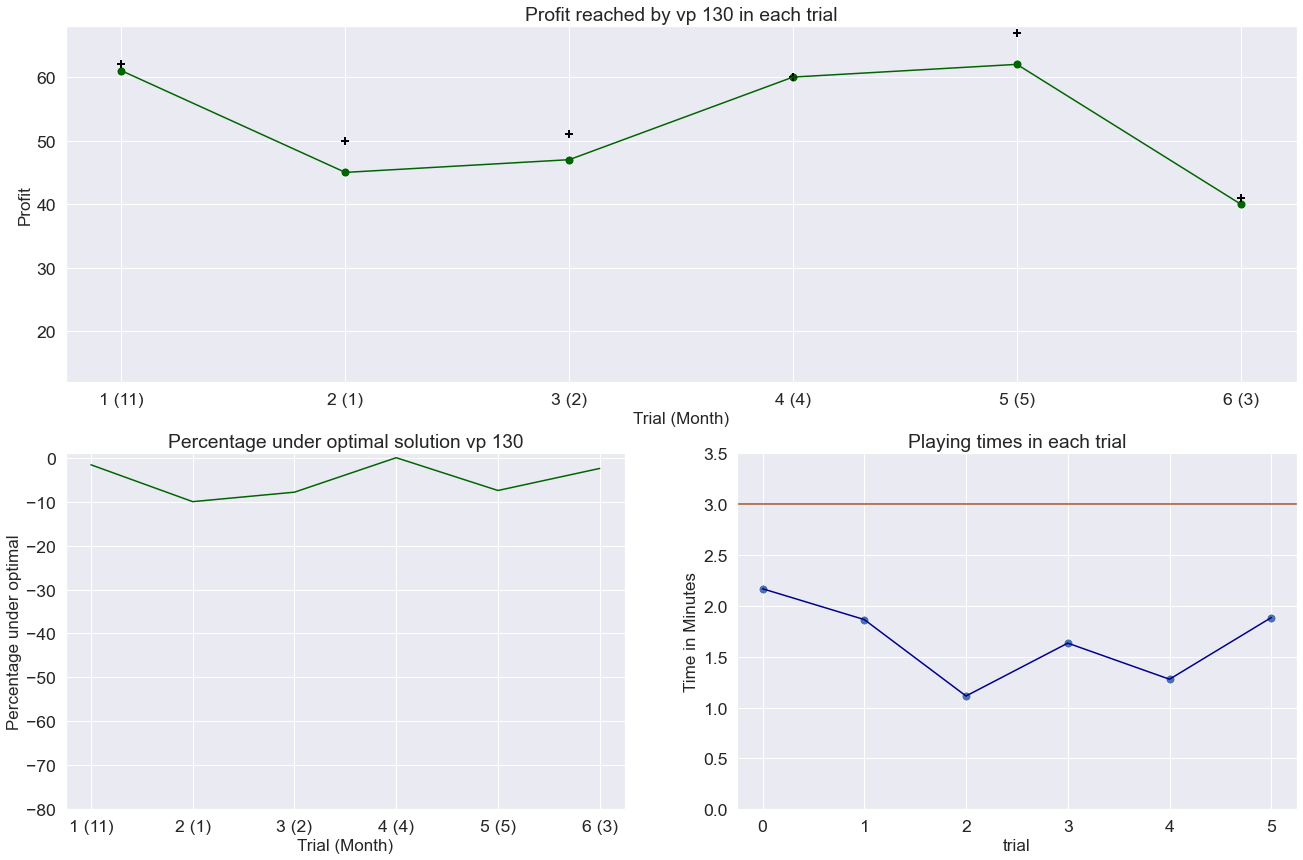 Profit reached by vp 130 in each trial
Profit
60
50
40
30
20
1 (11) 2 (1) 3 (2) 4 (4) 5 (5) 6 (3)
Trial (Month)
Percentage under optimal solution vp 130
Percentage under optimal
0
−10
−20
−30
−40
−50
−60
−70
−80
1 (11) 2 (1) 3 (2) 4 (4) 5 (5) 6 (3)
Trial (Month)
Playing times in each trial
Time in Minutes
3.5
3.0
2.5
2.0
1.5
1.0
0.5
0.0
0 1 2 3 4 5
trial